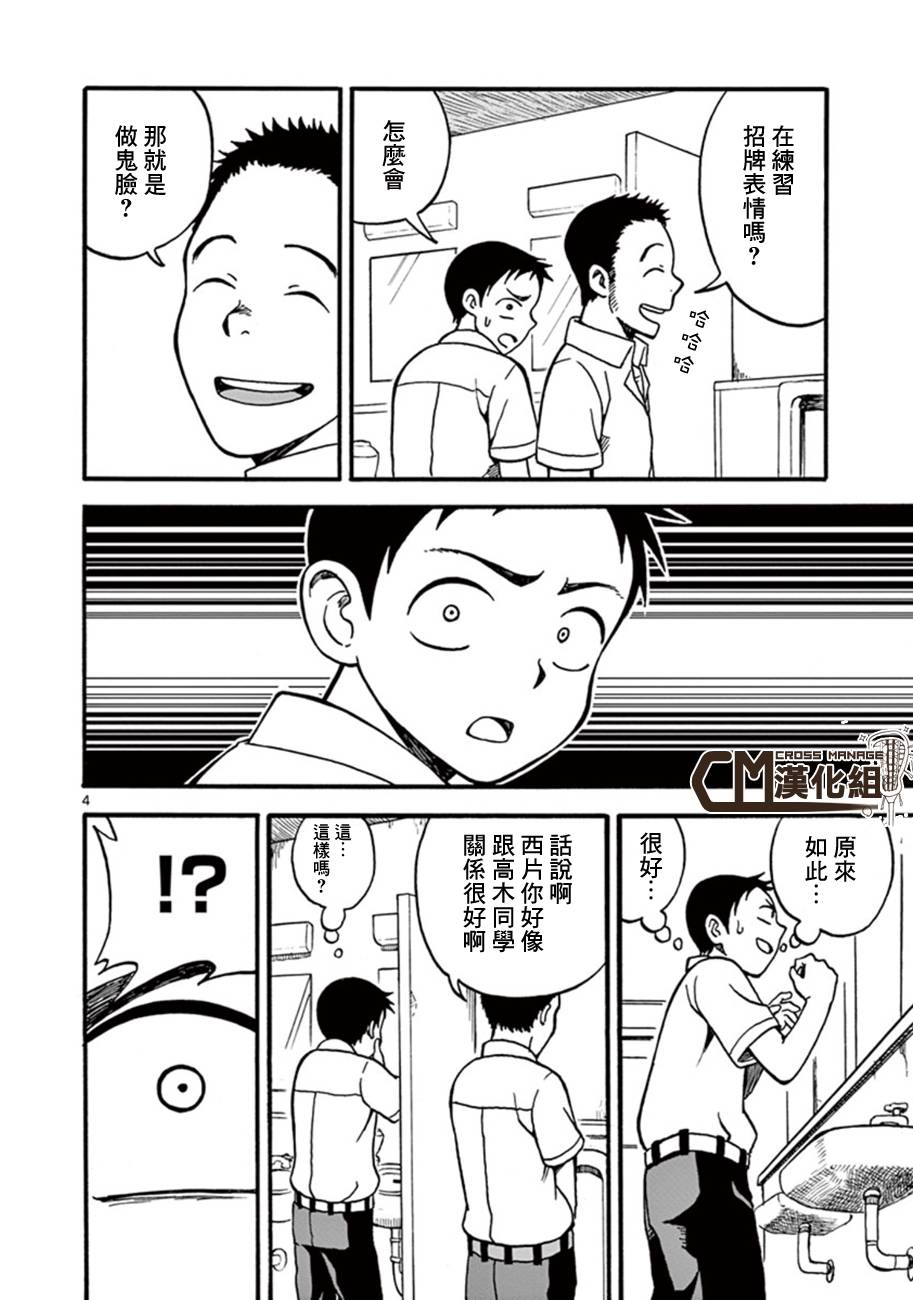 在練習
招牌表情嗎？
哈哈哈
怎麼會
那就是
做鬼臉？
CROSS MANAGE
CM漢化組
4
原來
如此…
很好…
話說啊
西片你好像
跟高木同學
關係很好啊
這…
這樣嗎？
!?